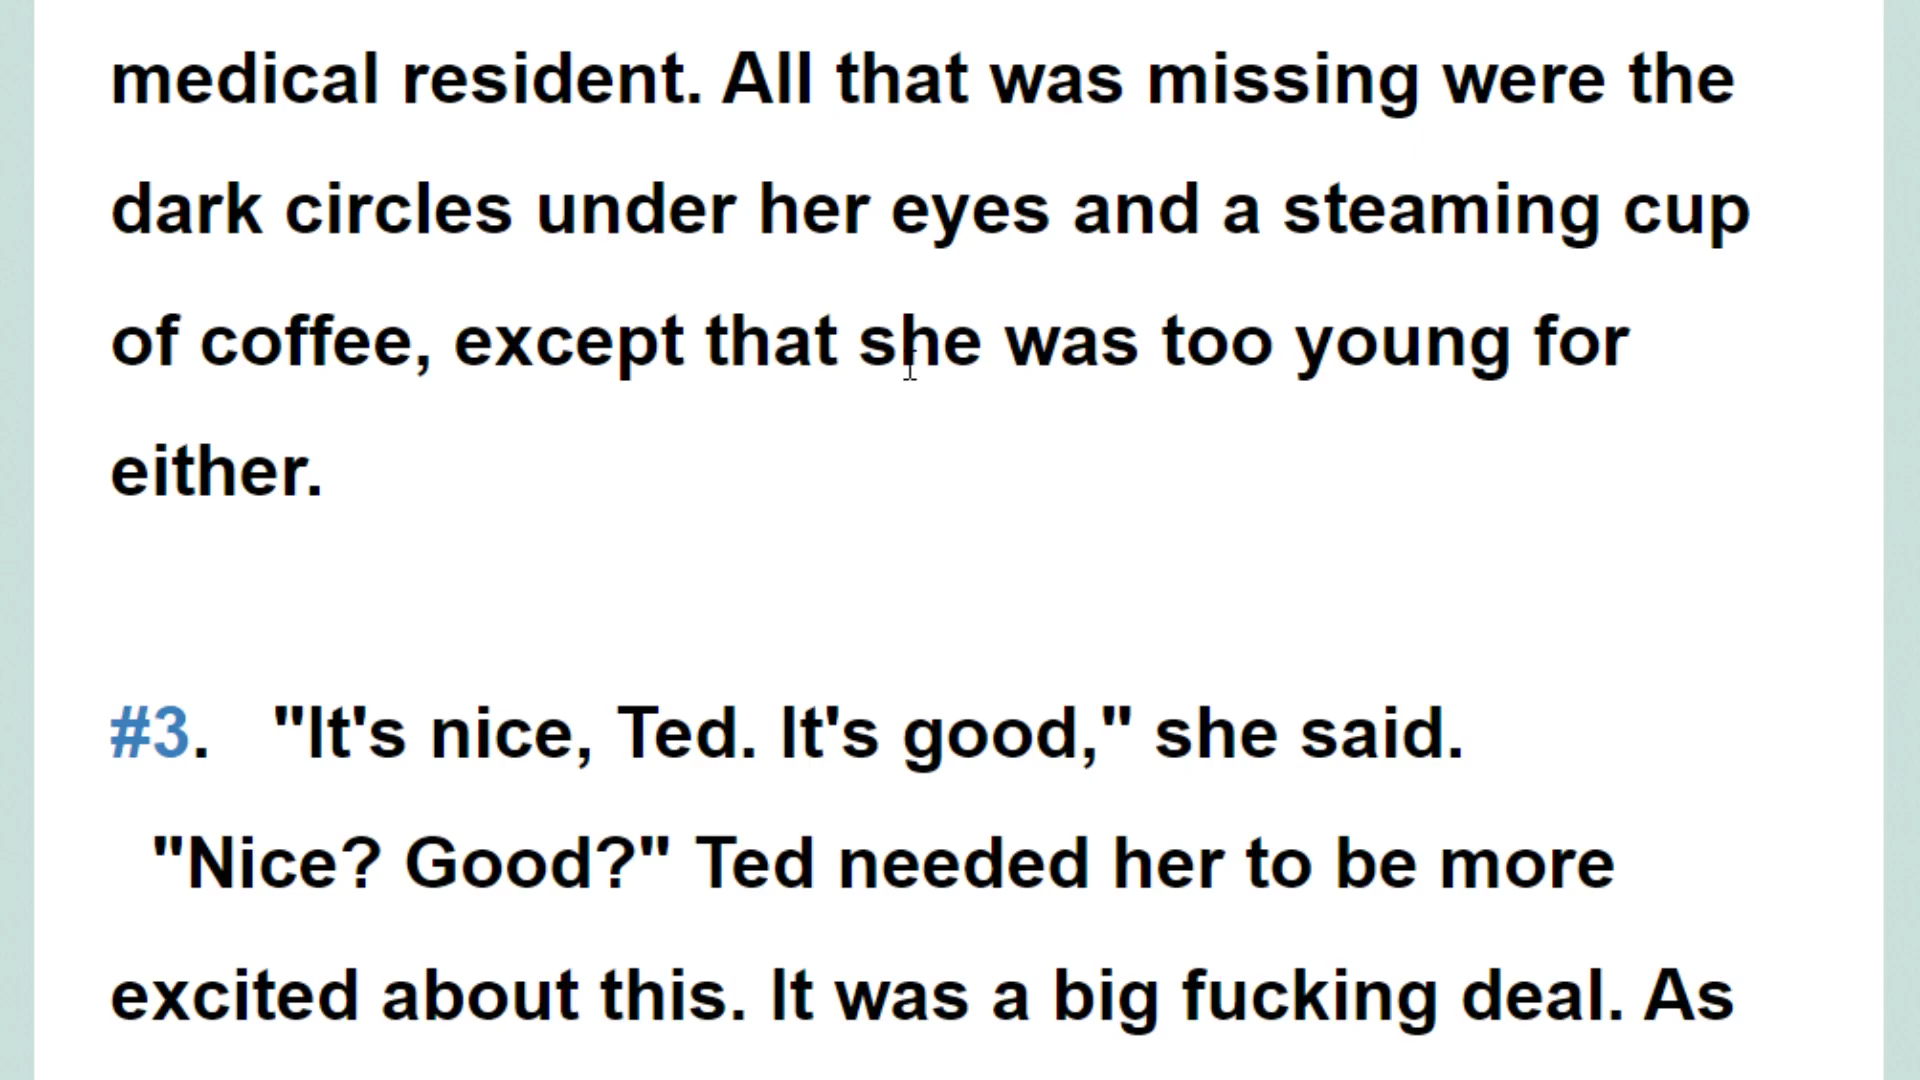 medical resident. All that was missing were the
dark circles under her eyes and a steaming cup
of coffee, except that she was too young for
either.
#3. "It's nice, Ted. It's good," she said.
"Nice? Good?" Ted needed her to be more
excited about this. It was a big fucking deal. As